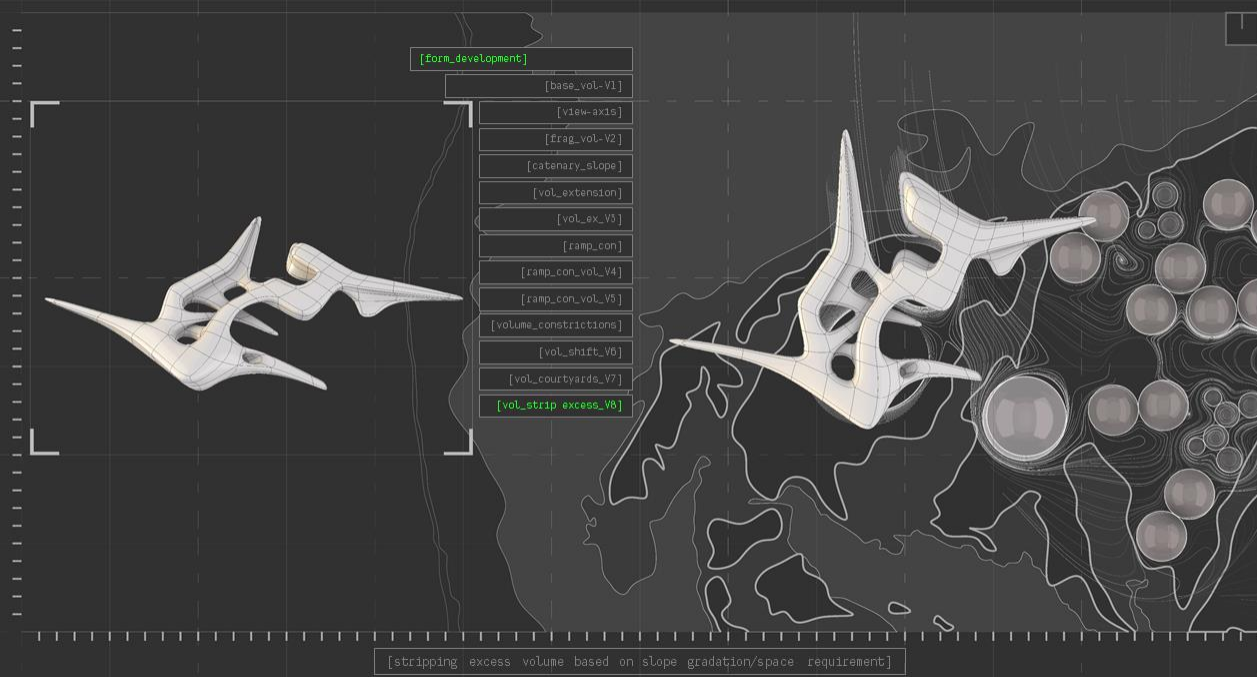 [form_development]
[base_vol-V1]
[view-axis]
[frag_vol-V2]
[catenary_slope]
[vol_extension]
[vol_ex_V3]
[ramp_con]
[ramp_con_vol_V4]
[ramp_con_vol_V5]
[volume_constrictions]
[vol_shift_V6]
[vol_courtyards_V7]
[vol_strip excess_V8]
[stripping excess volume based on slope gradation/space requirement]